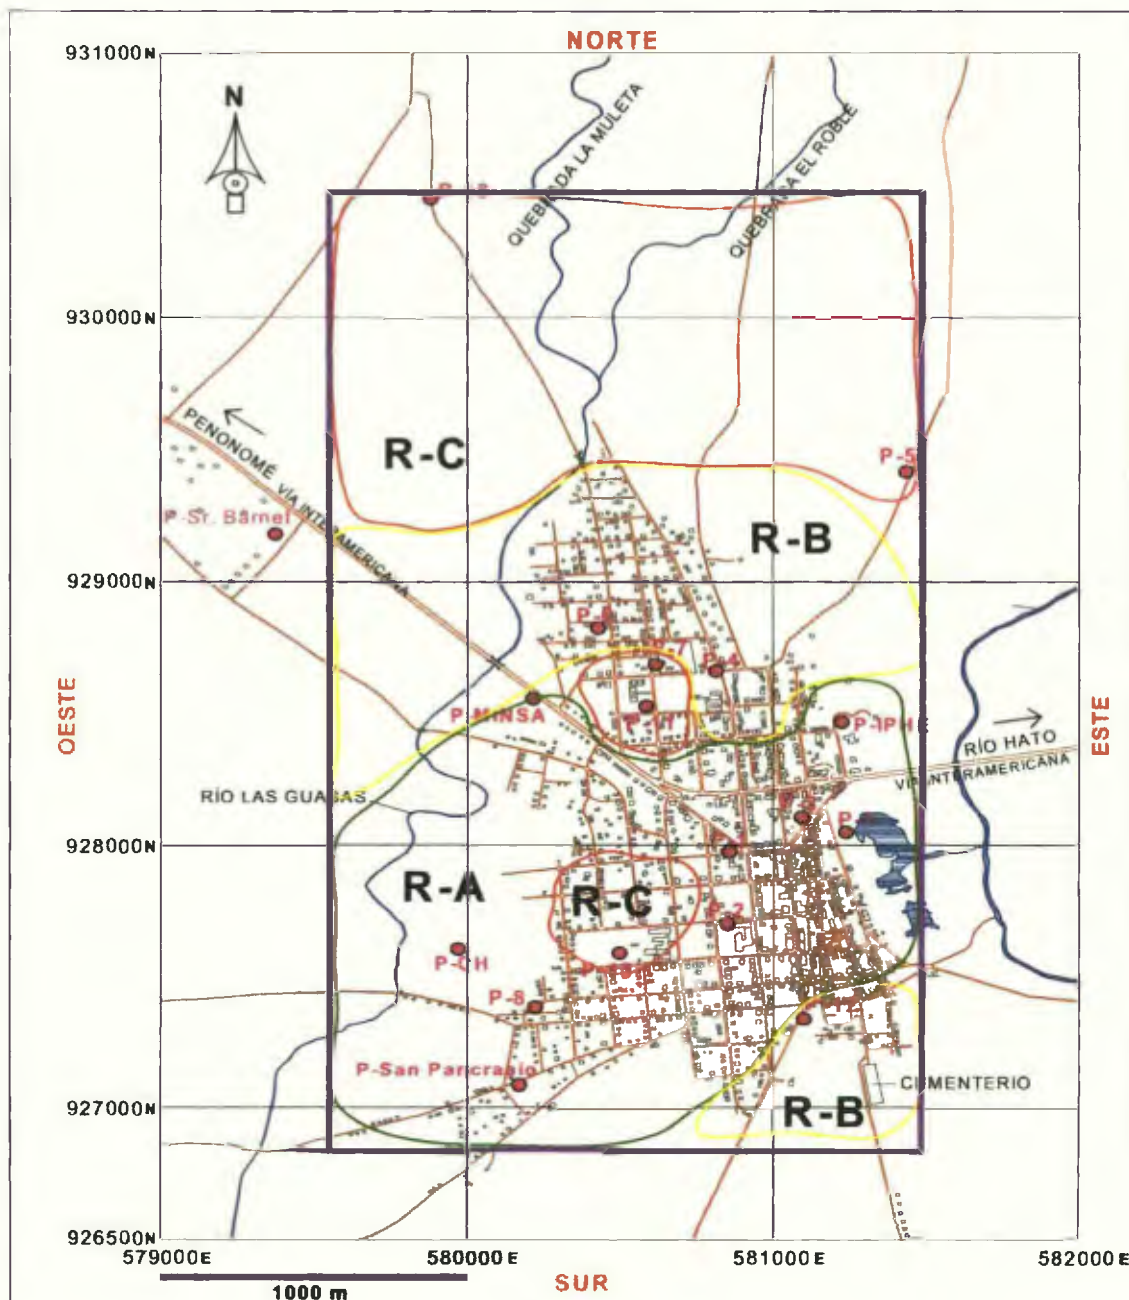 NORTE
931000N
N
QUEBRADA LA MULETA
QUEBRADA EL ROBLE
930000N
PENONOMÉ
VÍA INTERAMERICANA
R-C
P-5
P-Sr. Barnet
R-B
929000N
P-4
P-MINSA
P-IPHE
OESTE
ESTE
RÍO HATO
VIA INTERAMERICANA
RÍO LAS GUABAS
928000N
R-A
R-C
P-2
P-CH
P-8
P-San Pancracio
CEMENTERIO
927000N
R-B
926500N
579000E
580000E
581000E
582000E
SUR
1000 m